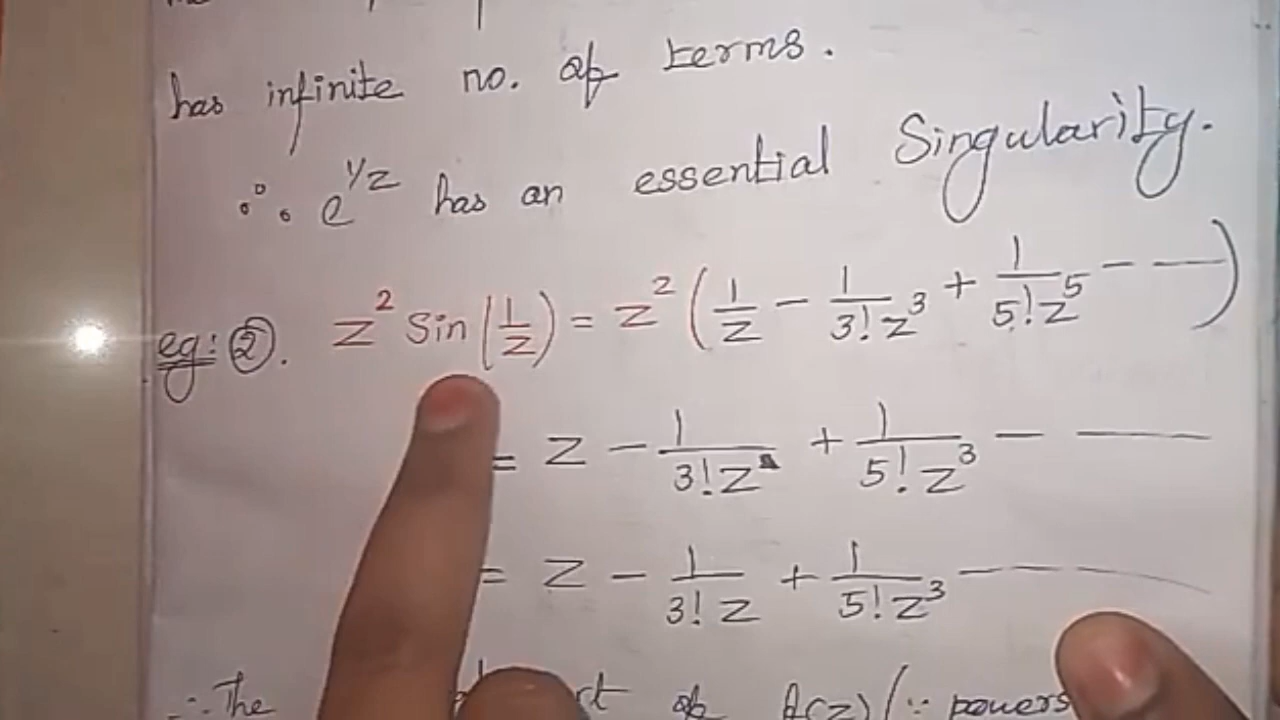 has infinite no. of terms.
∴ e^{1/z} has an essential Singularity.
eg: ②. z² Sin(1/z) = z² (1/z − 1/3!z³ + 1/5!z⁵ − —)
= z − 1/3!z + 1/5!z³ − —
= z − 1/3!z + 1/5!z³ —
∴ The of f(z) (∵ powers